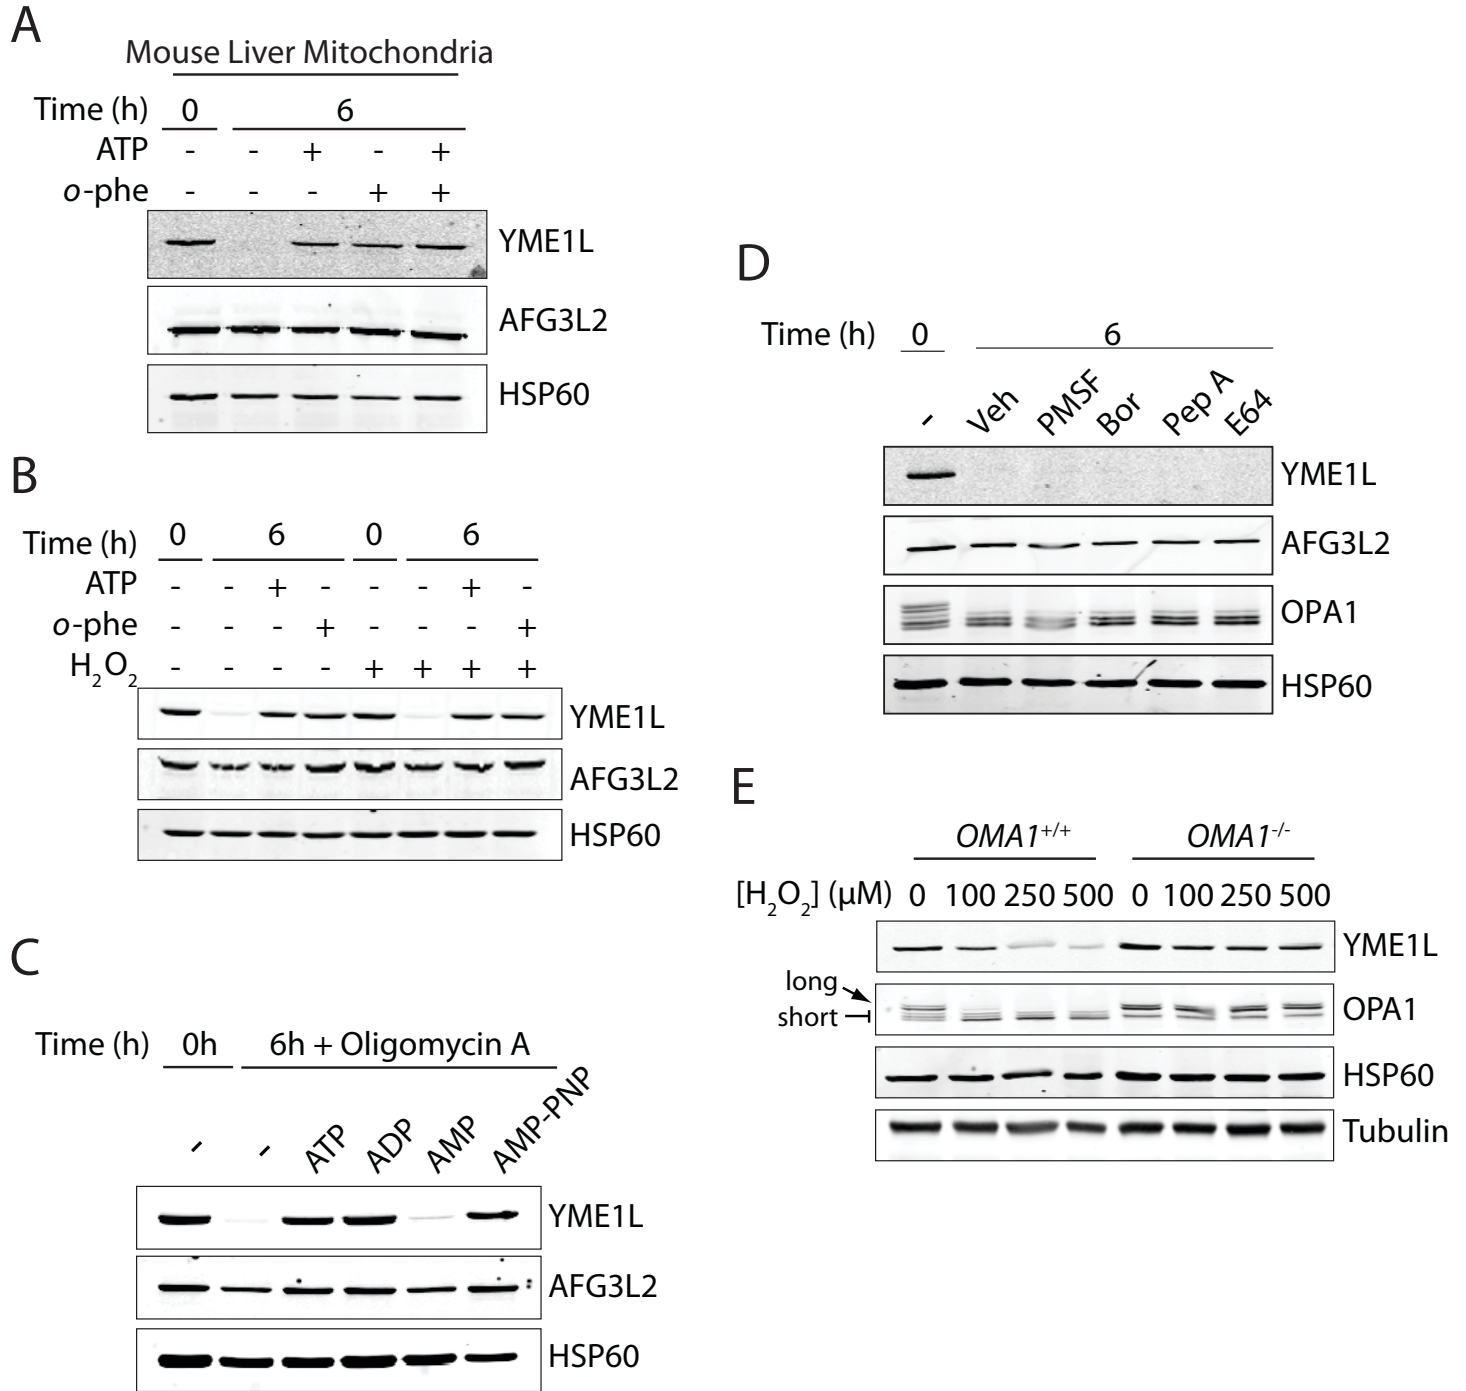 A
Mouse Liver Mitochondria
Time (h) 0 6
ATP - - + - +
o-phe - - - + +
YME1L
AFG3L2
HSP60
B
Time (h) 0 6 0 6
ATP - - + - - - + -
o-phe - - - + - - - +
H2O2 - - - - + + + +
YME1L
AFG3L2
HSP60
C
Time (h) 0h 6h + Oligomycin A
- - ATP ADP AMP AMP-PNP
YME1L
AFG3L2
HSP60
D
Time (h) 0 6
- Veh PMSF Bor Pep A E64
YME1L
AFG3L2
OPA1
HSP60
E
OMA1+/+ OMA1-/-
[H2O2] (µM) 0 100 250 500 0 100 250 500
YME1L
long
short
OPA1
HSP60
Tubulin